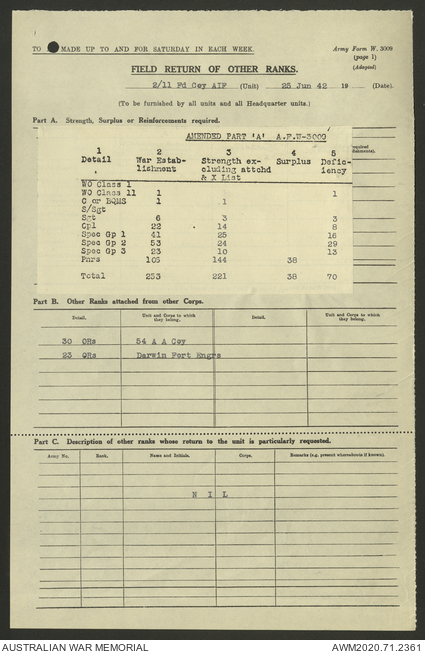 TO MADE UP TO AND FOR SATURDAY IN EACH WEEK.
Army Form W. 3009
(page 1)
(Adapted)
FIELD RETURN OF OTHER RANKS.
2/11 Fd Coy AIF (Unit) 25 Jun 42 19 (Date).
(To be furnished by all units and all Headquarter units.)
Part A. Strength, Surplus or Reinforcements required.
AMENDED PART 'A' A.F.W-3009
1 2 3 4 5
Detail War Estab- Strength ex- Surplus Defic-
lishment cluding attchd iency
& X List
WO Class 1
WO Class 11 1 1
C or BQMS 1 1
S/Sgt
Sgt 6 3 3
Cpl 22 14 8
Spec Gp 1 41 25 16
Spec Gp 2 53 24 29
Spec Gp 3 23 10 13
Pnrs 105 144 38
Total 253 221 38 70
Part B. Other Ranks attached from other Corps.
Detail. Unit and Corps to which they belong. Detail. Unit and Corps to which they belong.
30 ORs 54 A A Coy
23 ORs Darwin Fort Engrs
Part C. Description of other ranks whose return to the unit is particularly requested.
Army No. Rank. Name and Initials. Corps. Remarks (e.g. present whereabouts if known).
N I L
AUSTRALIAN WAR MEMORIAL AWM2020.71.2361